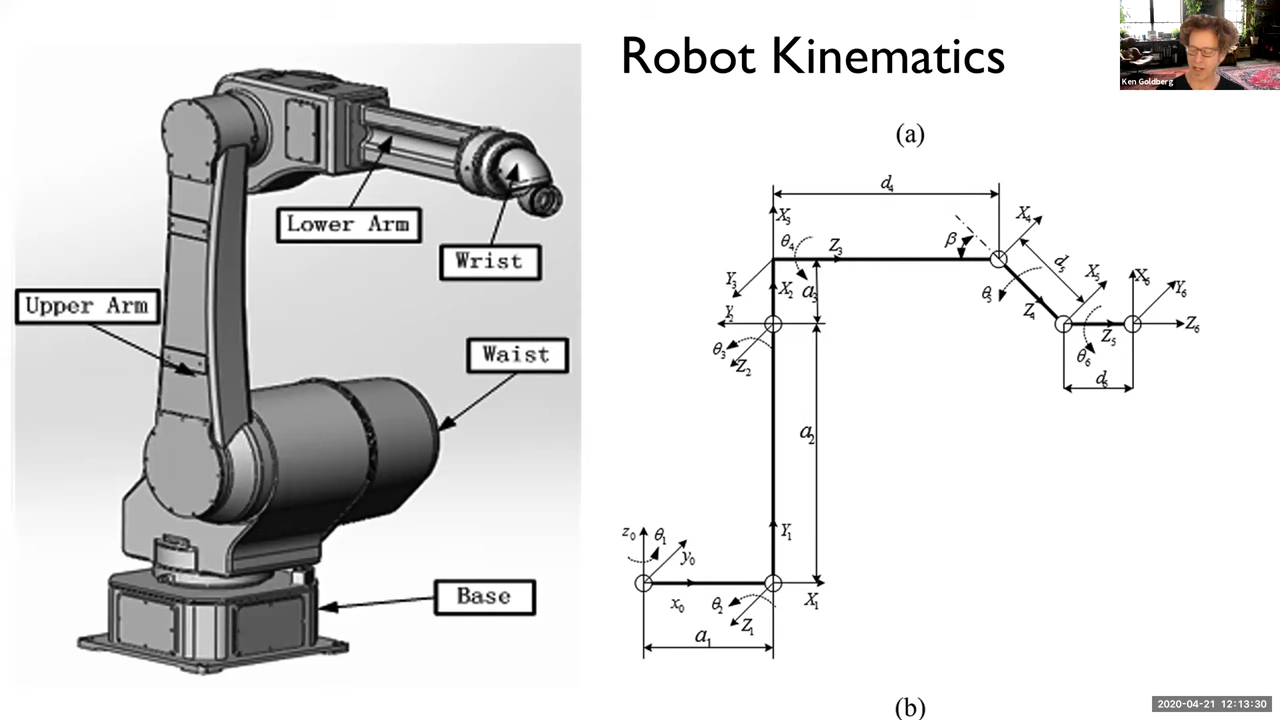 Robot Kinematics
Ken Goldberg
(a)
Lower Arm
Wrist
Upper Arm
Waist
Base
d₄
X₃
θ₄
Z₃
β
X₄
Y₃
X₂
a₃
θ₅
d₅
X₅
X₆
Y₆
Z₄
Y₂
θ₃
Z₂
Z₅
Z₆
θ₆
d₆
a₂
z₀
θ₁
y₀
Y₁
x₀
θ₂
Z₁
X₁
a₁
(b)
2020-04-21 12:13:30